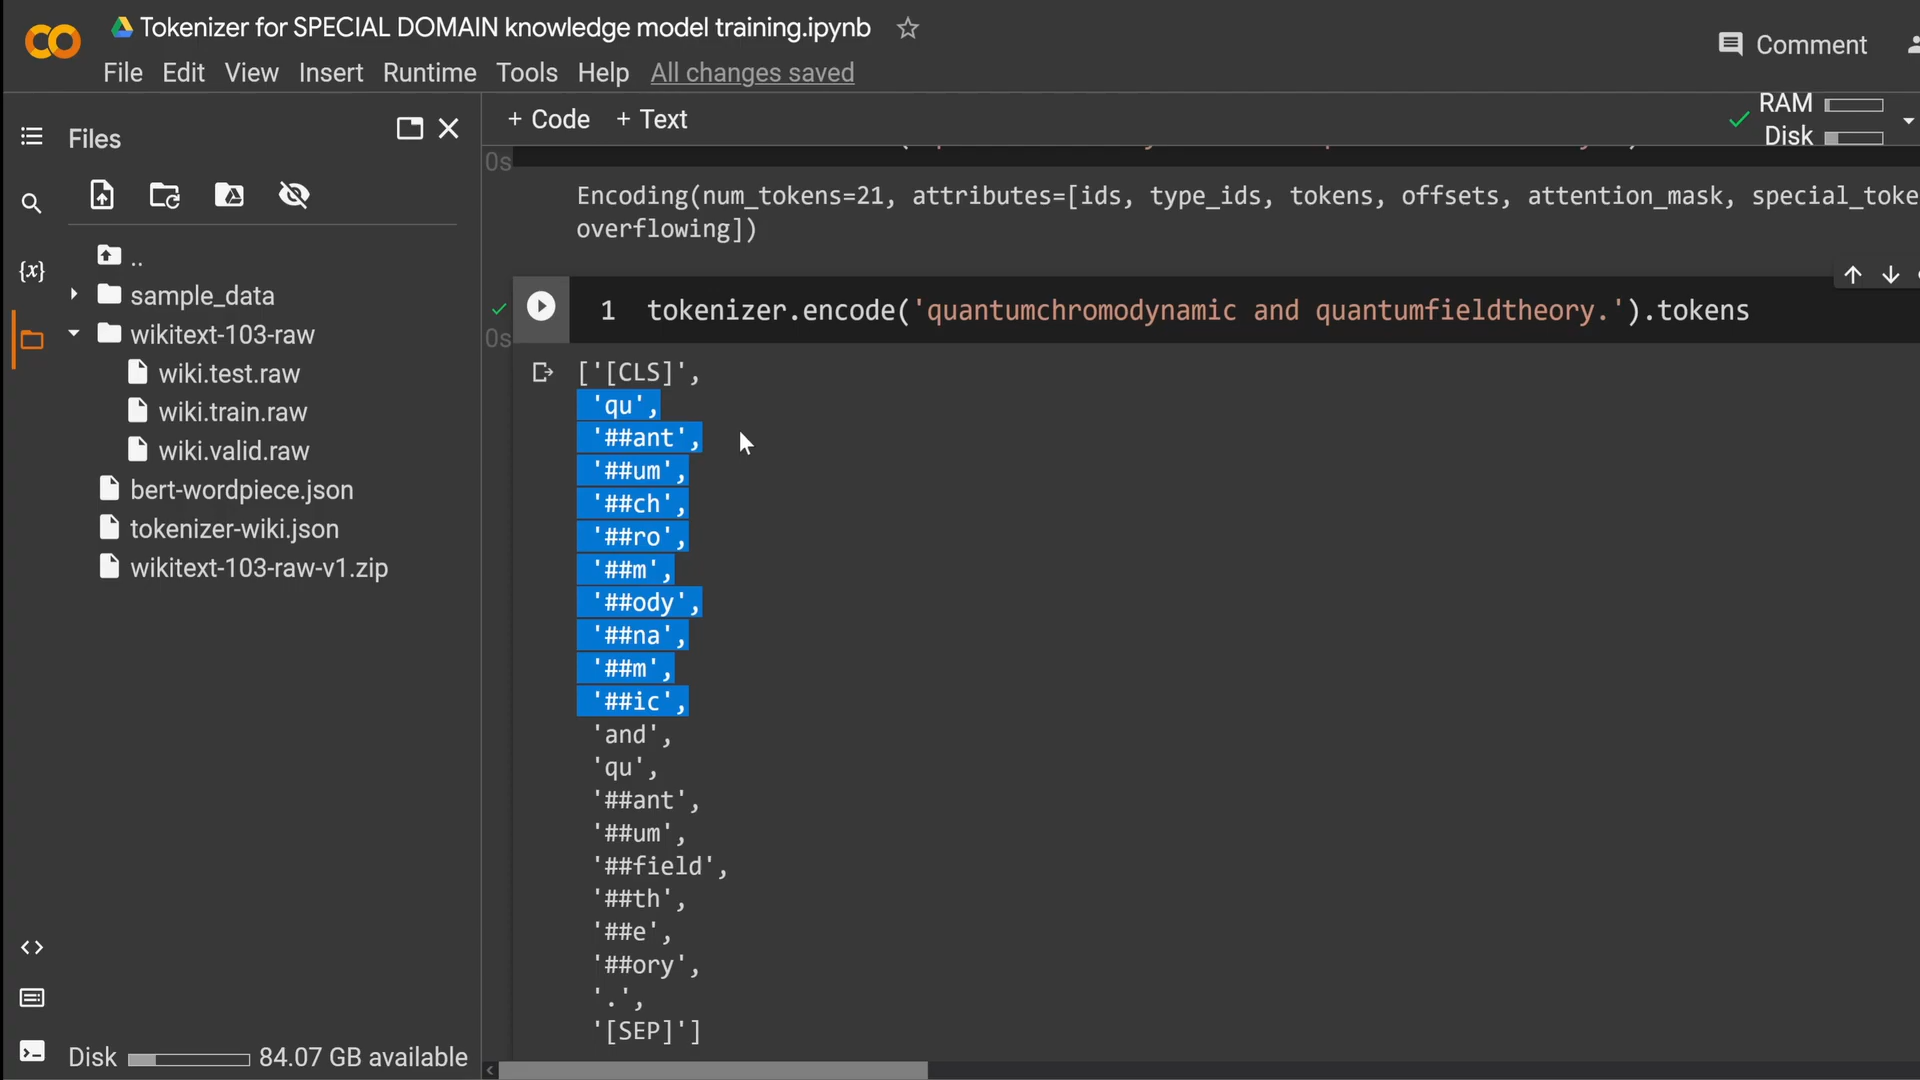 Tokenizer for SPECIAL DOMAIN knowledge model training.ipynb
File Edit View Insert Runtime Tools Help All changes saved
Comment
+ Code + Text
RAM
Disk
Files
..
sample_data
wikitext-103-raw
wiki.test.raw
wiki.train.raw
wiki.valid.raw
bert-wordpiece.json
tokenizer-wiki.json
wikitext-103-raw-v1.zip
{x}
<>
Disk 84.07 GB available
0s
Encoding(num_tokens=21, attributes=[ids, type_ids, tokens, offsets, attention_mask, special_toke
overflowing])
1 tokenizer.encode('quantumchromodynamic and quantumfieldtheory.').tokens
0s
['[CLS]',
'qu',
'##ant',
'##um',
'##ch',
'##ro',
'##m',
'##ody',
'##na',
'##m',
'##ic',
'and',
'qu',
'##ant',
'##um',
'##field',
'##th',
'##e',
'##ory',
'.',
'[SEP]']